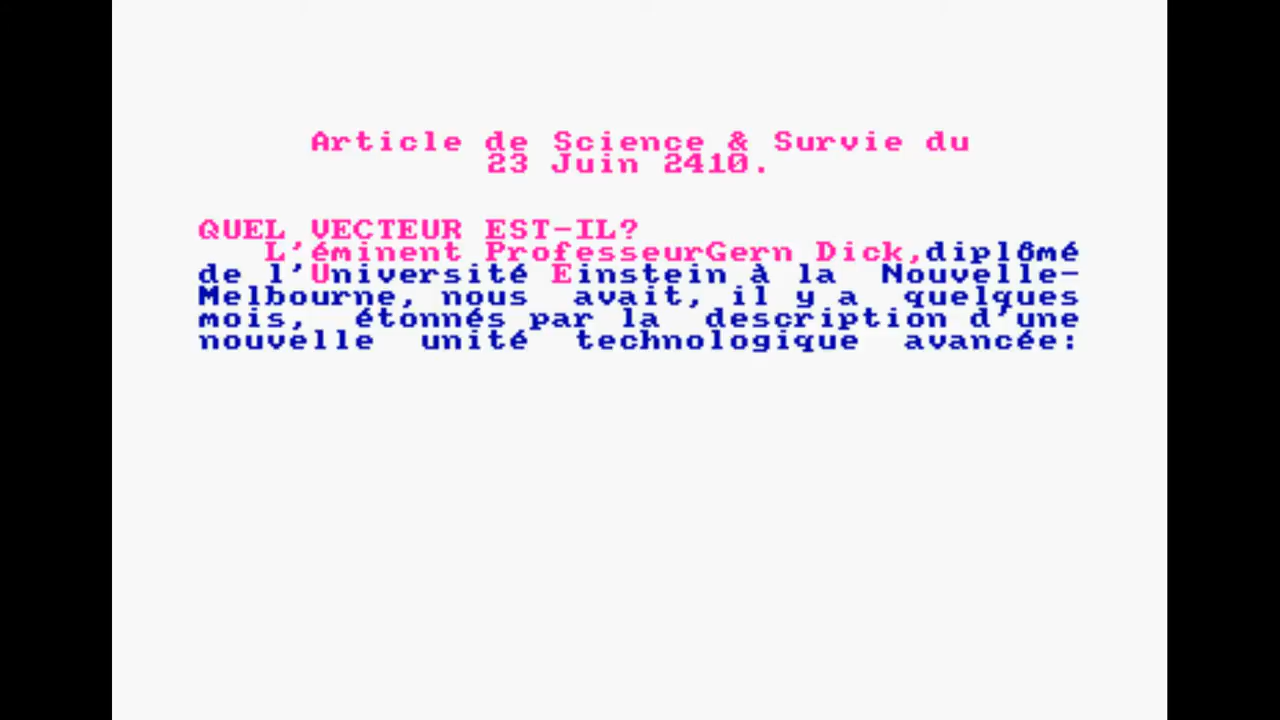 Article de Science & Survie du
23 Juin 2410.
QUEL VECTEUR EST-IL?
L'éminent ProfesseurGern Dick,diplômé
de l'Université Einstein à la Nouvelle-
Melbourne, nous avait, il y a quelques
mois, étonnés par la description d'une
nouvelle unité technologique avancée: